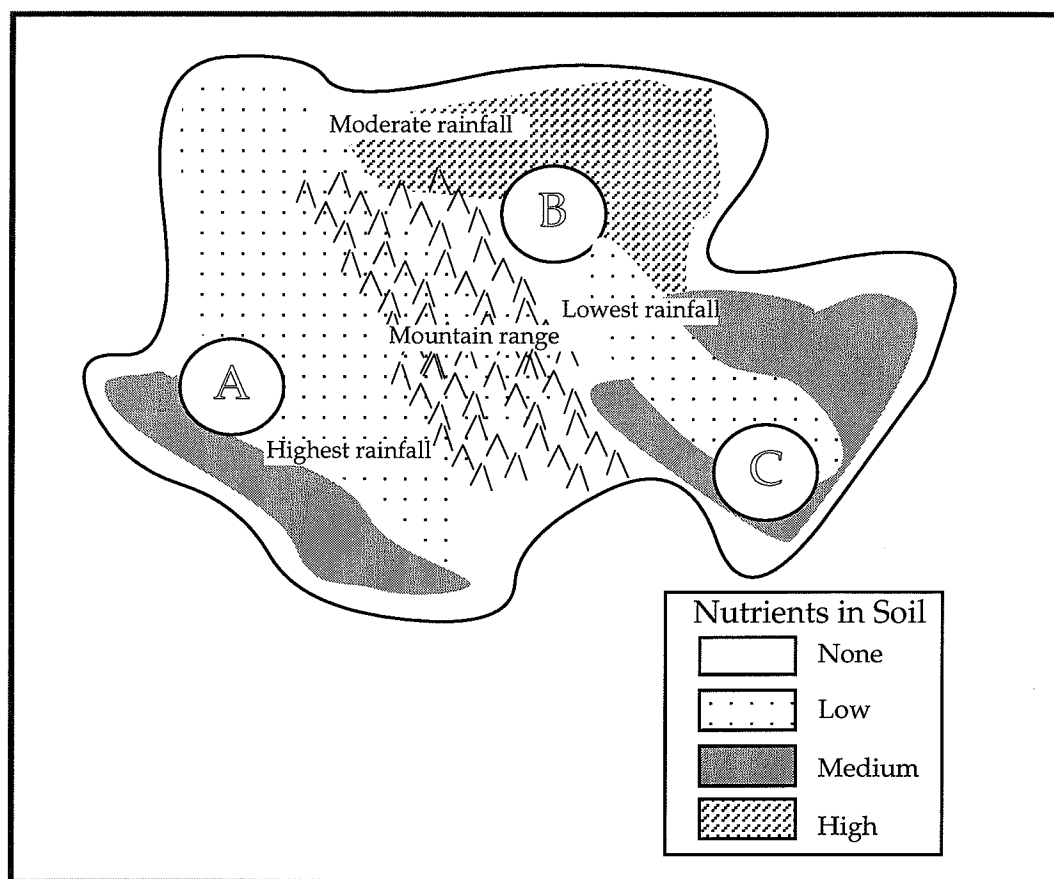 Moderate rainfall
B
Lowest rainfall
Mountain range
A
Highest rainfall
C
Nutrients in Soil
None
Low
Medium
High